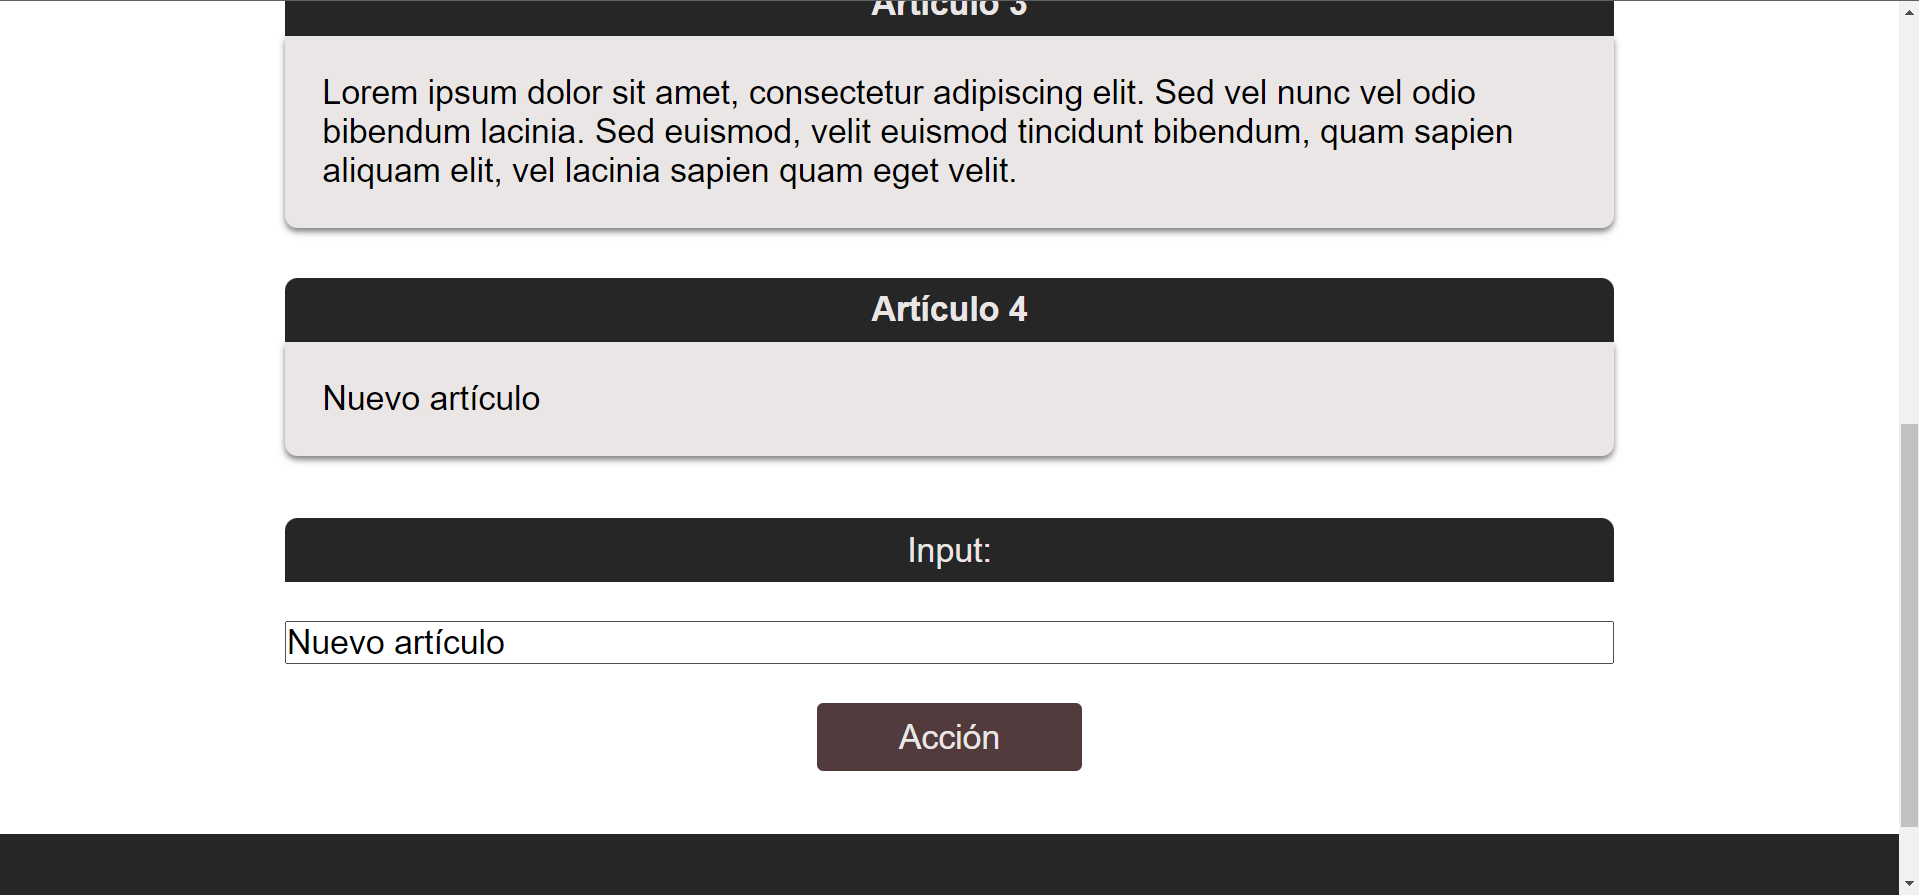 Artículo 3
Lorem ipsum dolor sit amet, consectetur adipiscing elit. Sed vel nunc vel odio
bibendum lacinia. Sed euismod, velit euismod tincidunt bibendum, quam sapien
aliquam elit, vel lacinia sapien quam eget velit.
Artículo 4
Nuevo artículo
Input:
Nuevo artículo
Acción